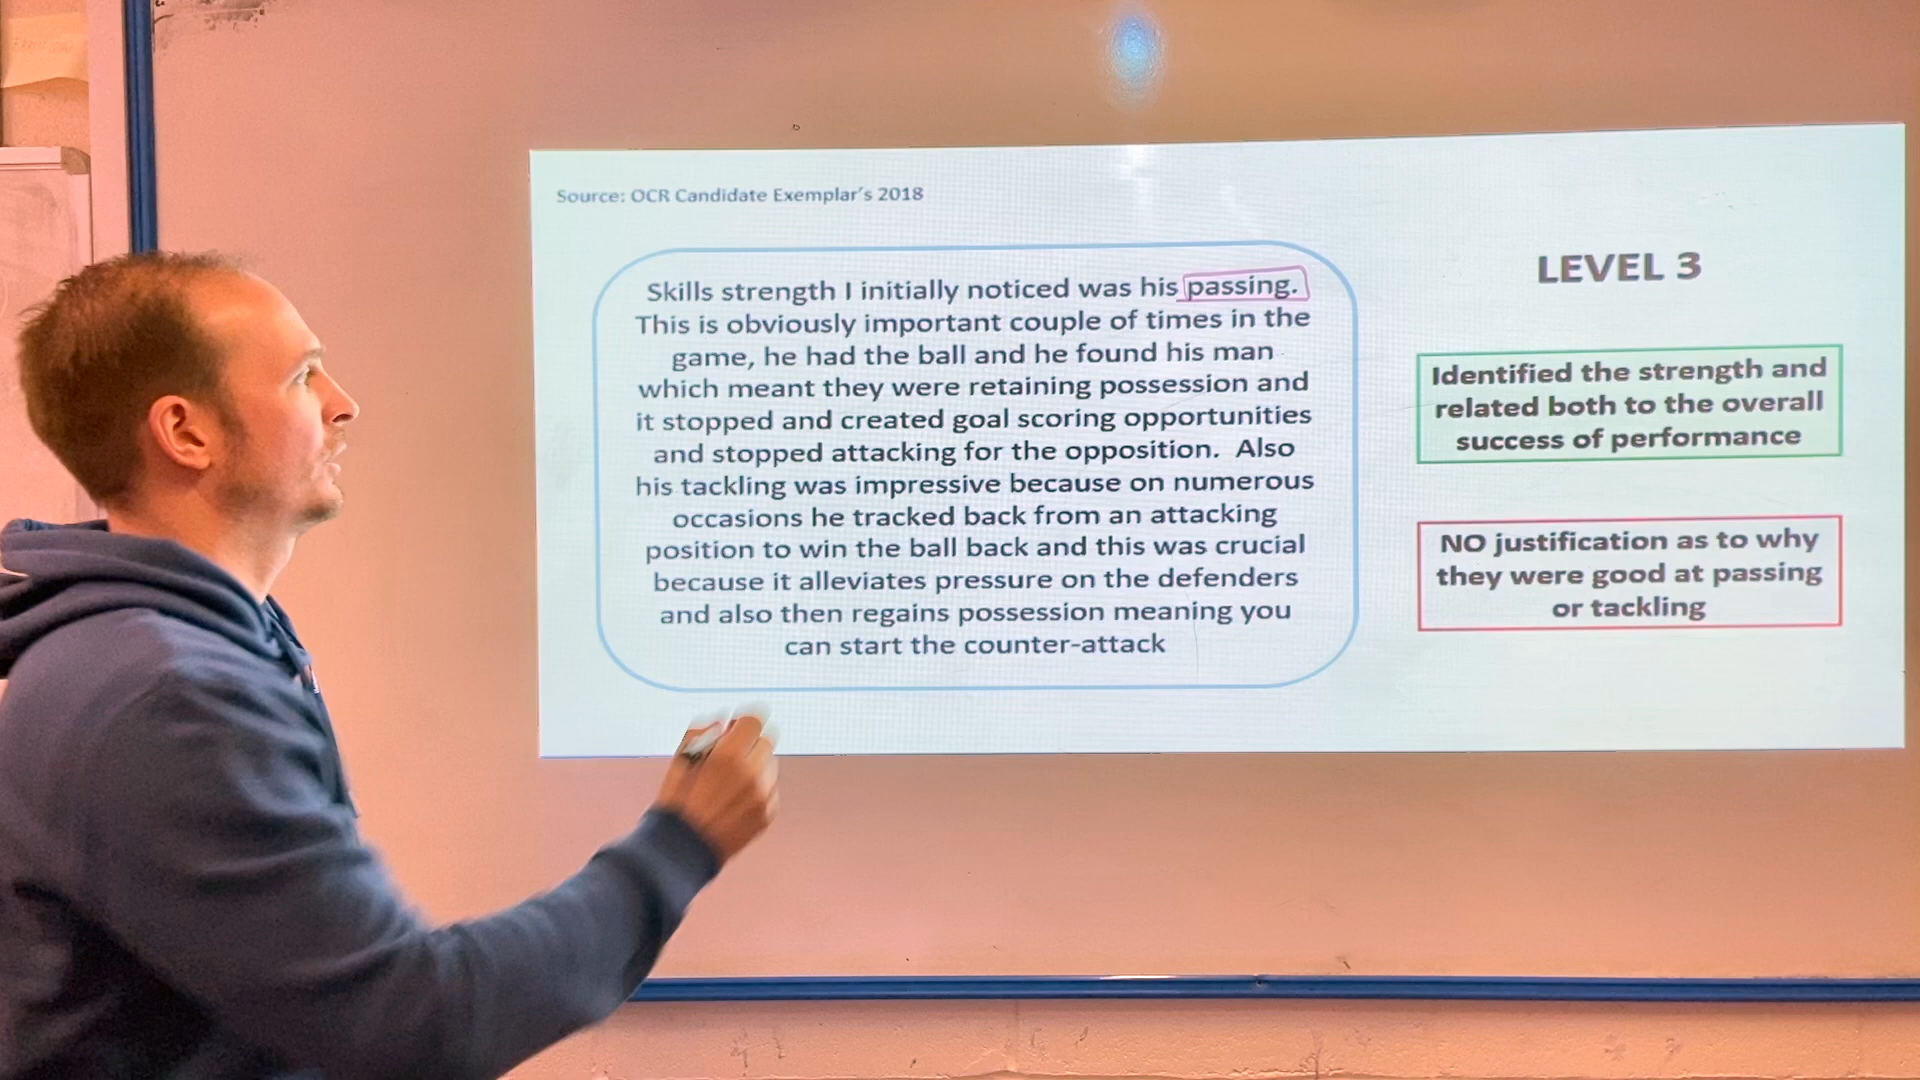 Source: OCR Candidate Exemplar's 2018
Skills strength I initially noticed was his passing.
This is obviously important couple of times in the
game, he had the ball and he found his man
which meant they were retaining possession and
it stopped and created goal scoring opportunities
and stopped attacking for the opposition. Also
his tackling was impressive because on numerous
occasions he tracked back from an attacking
position to win the ball back and this was crucial
because it alleviates pressure on the defenders
and also then regains possession meaning you
can start the counter-attack
LEVEL 3
Identified the strength and
related both to the overall
success of performance
NO justification as to why
they were good at passing
or tackling